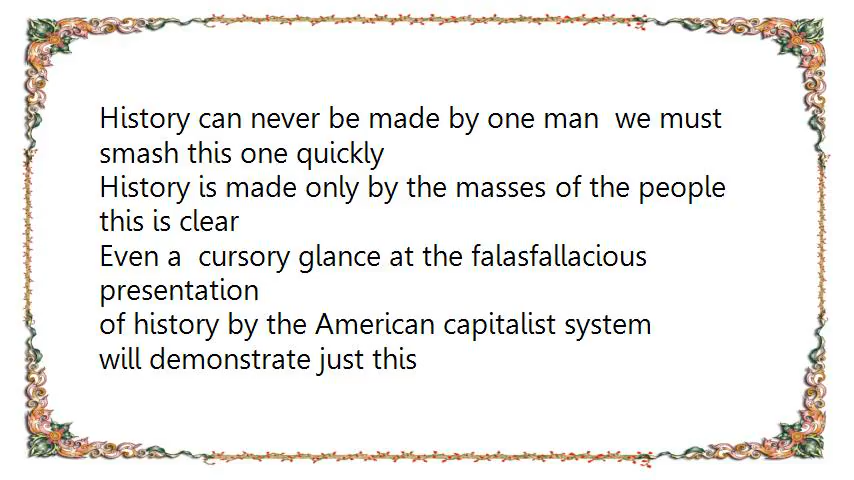 History can never be made by one man  we must
smash this one quickly
History is made only by the masses of the people
this is clear
Even a  cursory glance at the falasfallacious
presentation
of history by the American capitalist system
will demonstrate just this